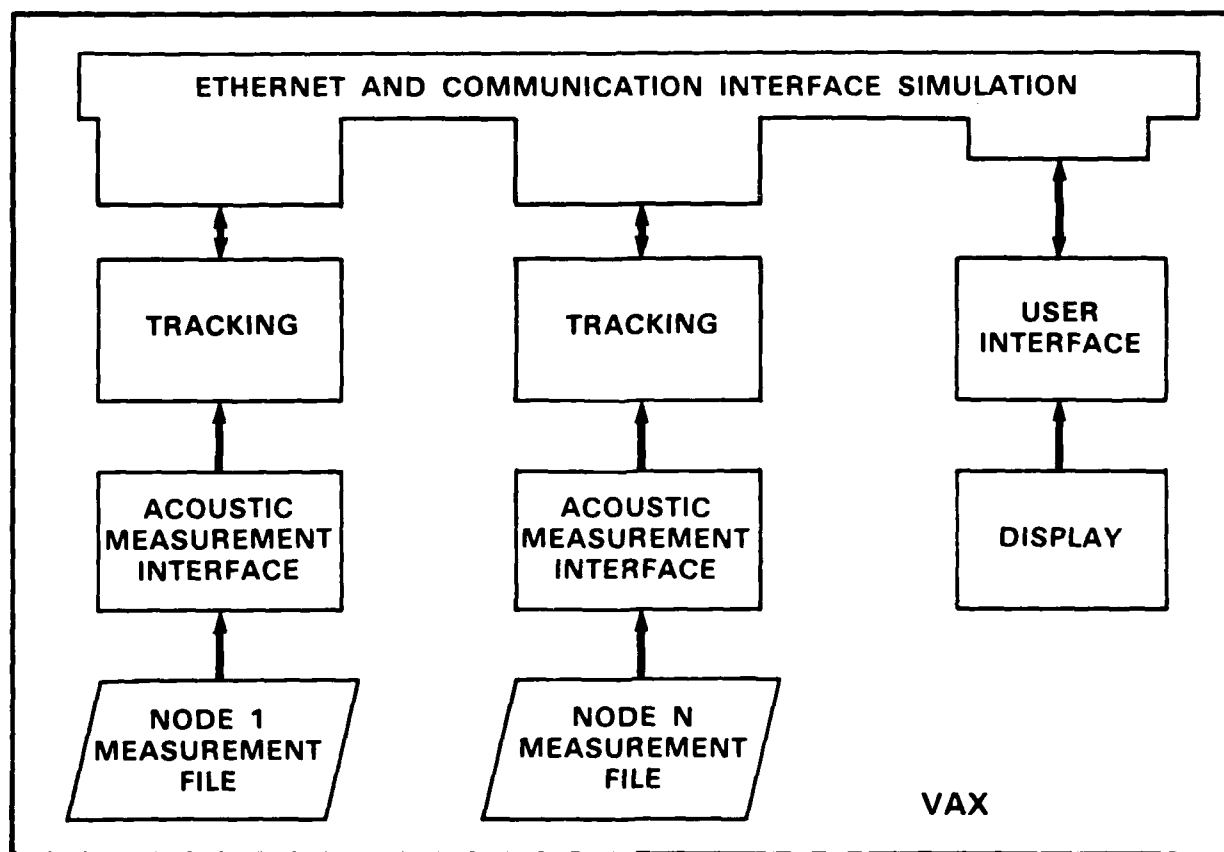 ETHERNET AND COMMUNICATION INTERFACE SIMULATION
TRACKING
TRACKING
USER
INTERFACE
ACOUSTIC
MEASUREMENT
INTERFACE
ACOUSTIC
MEASUREMENT
INTERFACE
DISPLAY
NODE 1
MEASUREMENT
FILE
NODE N
MEASUREMENT
FILE
VAX